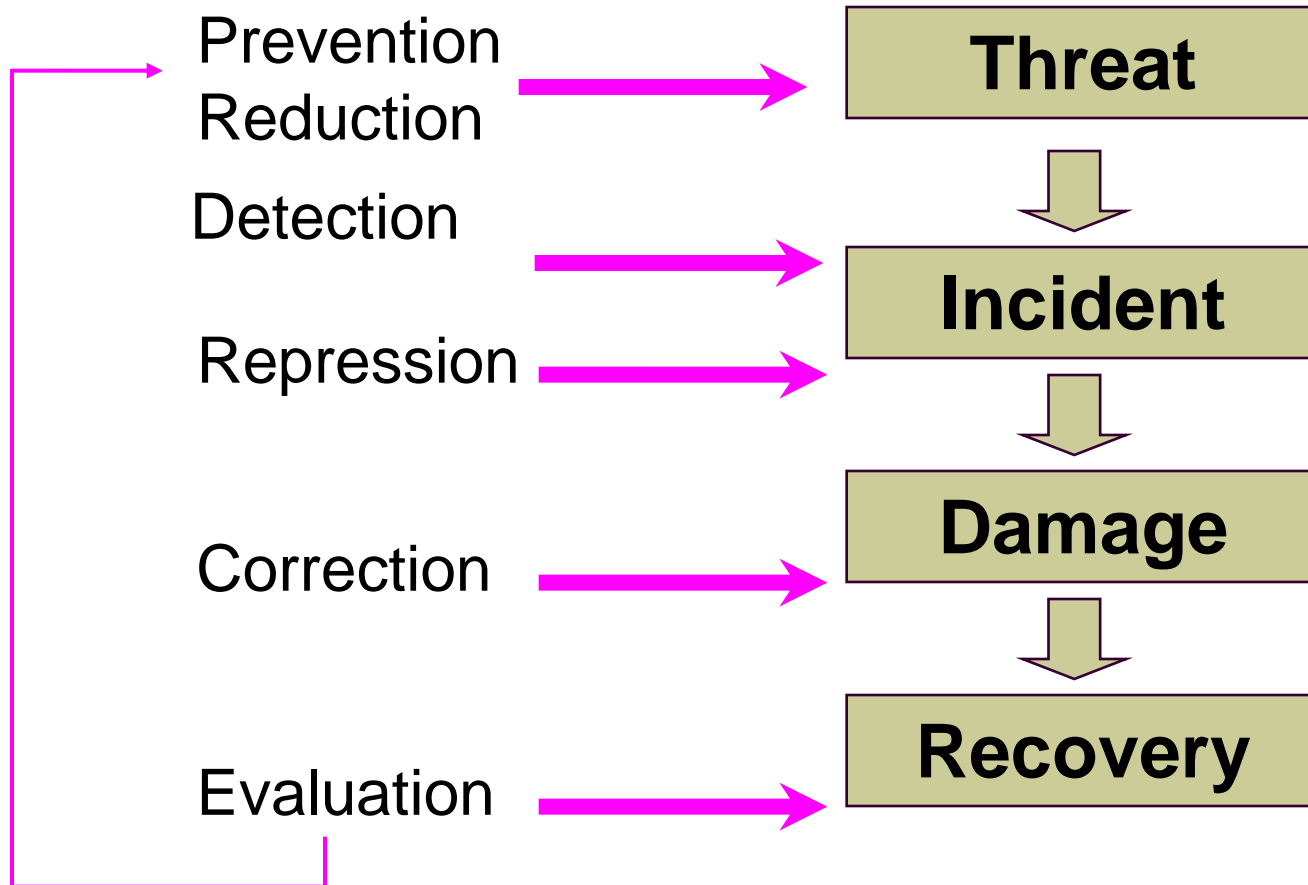 Prevention
Reduction
Threat
Detection
Incident
Repression
Damage
Correction
Recovery
Evaluation